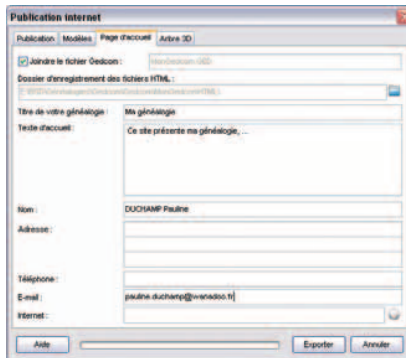 Publication internet
Publication Modèles Page d'accueil Arbre 3D
Joindre le fichier Gedcom : MonGedcom.GED
Dossier d'enregistrement des fichiers HTML :
Titre de votre généalogie : Ma généalogie
Texte d'accueil : Ce site présente ma généalogie, ...
Nom : DUCHAMP Pauline
Adresse :
Téléphone :
E-mail : pauline.duchamp@wanadoo.fr
Internet :
Aide Exporter Annuler